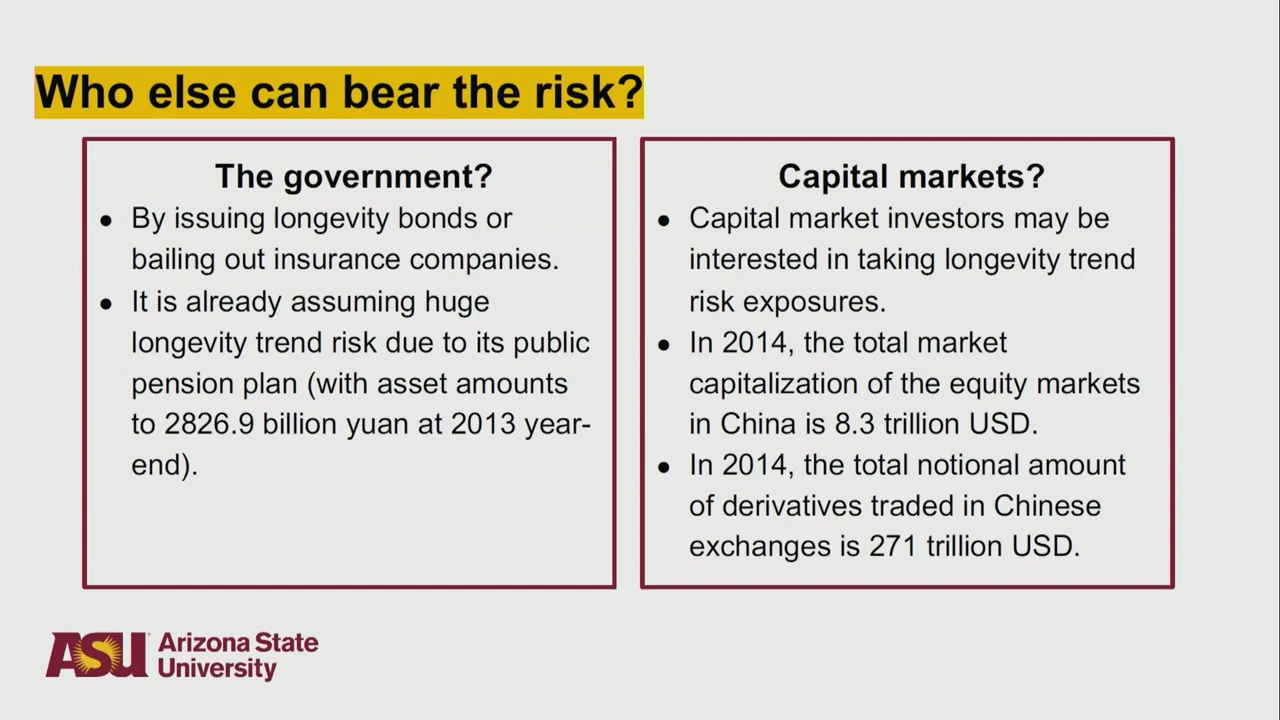 Who else can bear the risk?
The government?
● By issuing longevity bonds or
bailing out insurance companies.
● It is already assuming huge
longevity trend risk due to its public
pension plan (with asset amounts
to 2826.9 billion yuan at 2013 year-
end).
Capital markets?
● Capital market investors may be
interested in taking longevity trend
risk exposures.
● In 2014, the total market
capitalization of the equity markets
in China is 8.3 trillion USD.
● In 2014, the total notional amount
of derivatives traded in Chinese
exchanges is 271 trillion USD.
ASU Arizona State
University